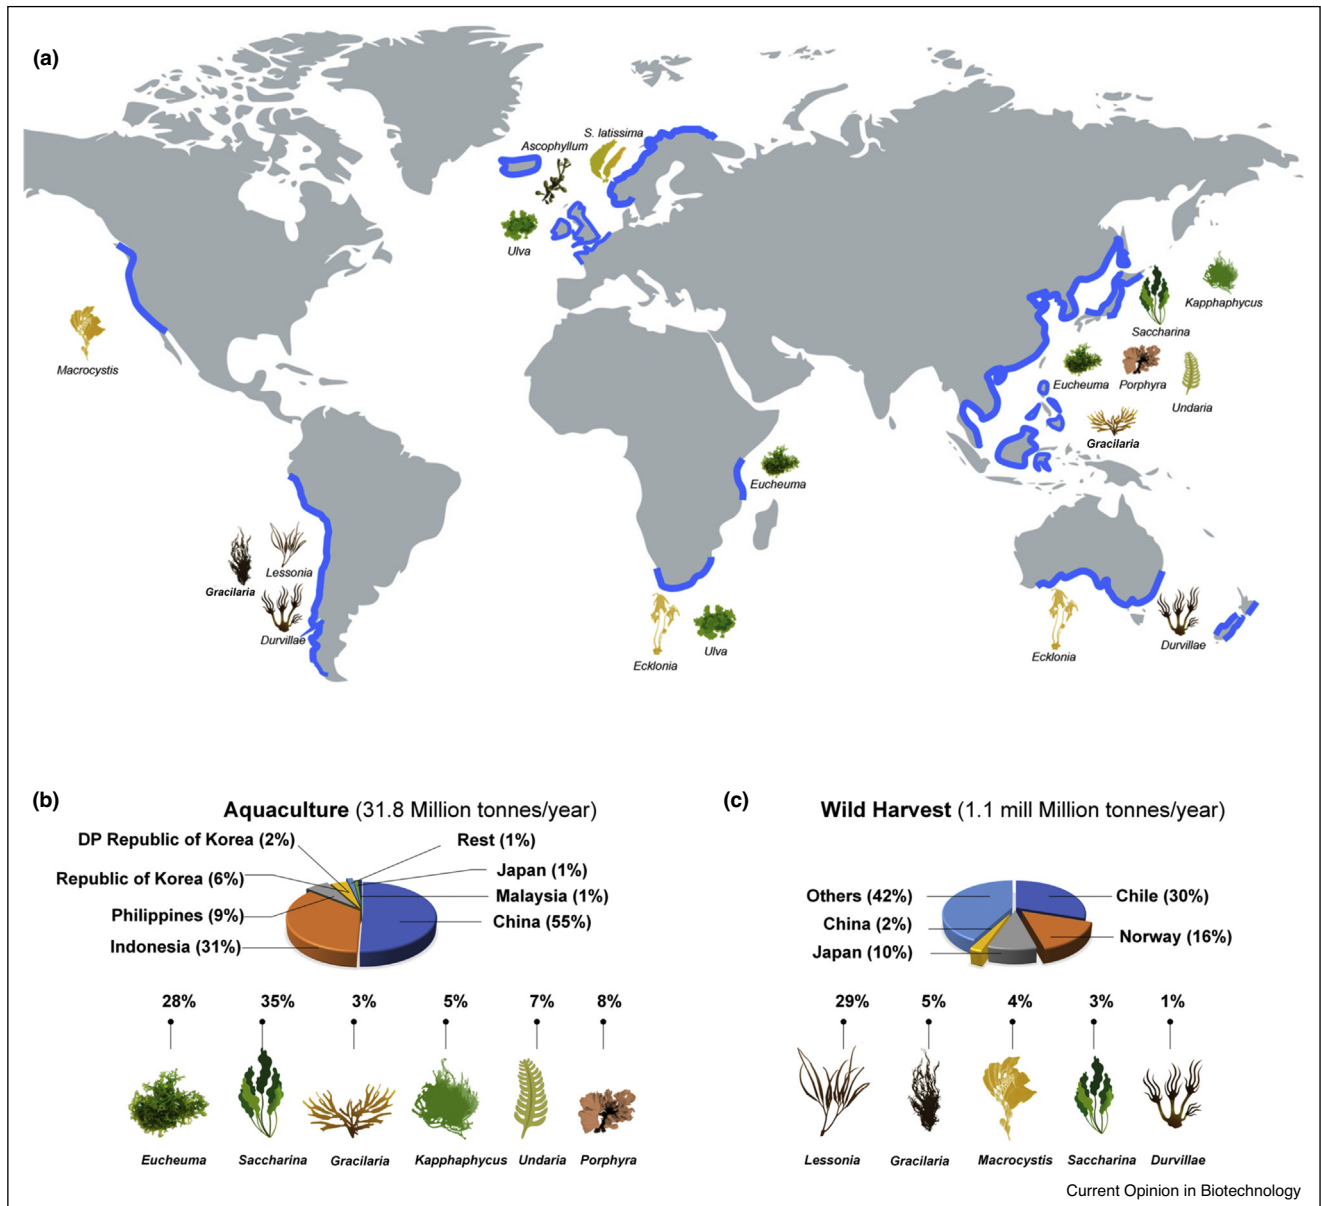 (a)
S. latissima
Ascophyllum
Ulva
Kapphaphycus
Saccharina
Macrocystis
Eucheuma
Porphyra
Undaria
Gracilaria
Eucheuma
Lessonia
Gracilaria
Durvillae
Ecklonia
Ulva
Ecklonia
Durvillae
(b)
Aquaculture (31.8 Million tonnes/year)
DP Republic of Korea (2%)
Rest (1%)
Republic of Korea (6%)
Japan (1%)
Malaysia (1%)
Philippines (9%)
China (55%)
Indonesia (31%)
28% 35% 3% 5% 7% 8%
Eucheuma Saccharina Gracilaria Kapphaphycus Undaria Porphyra
(c)
Wild Harvest (1.1 mill Million tonnes/year)
Others (42%)
Chile (30%)
China (2%)
Norway (16%)
Japan (10%)
29% 5% 4% 3% 1%
Lessonia Gracilaria Macrocystis Saccharina Durvillae
Current Opinion in Biotechnology